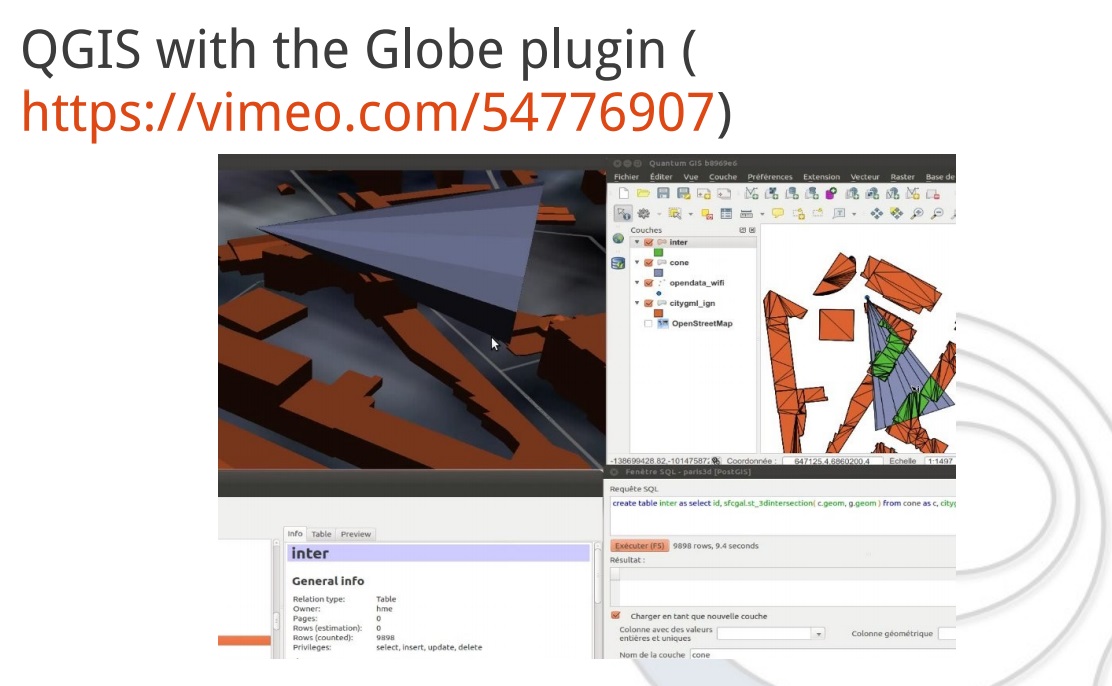 QGIS with the Globe plugin (
https://vimeo.com/54776907)
Quantum GIS b8969e6
Fichier Éditer Vue Couche Préférences Extension Vecteur Raster Base de
Couches
inter
cone
opendata_wifi
citygml_ign
OpenStreetMap
Coordonnée : 647125.4,6860200.4 Echelle 1:1497
Fenêtre SQL - paris3d [PostGIS]
Requête SQL
create table inter as select id, sfcgal.st_3dintersection( c.geom, g.geom ) from cone as c, city
Exécuter (F5) 9898 rows, 9.4 seconds
Résultat :
Charger en tant que nouvelle couche
Colonne avec des valeurs
entières et uniques
Colonne géométrique
Nom de la couche cone
Info Table Preview
inter
General info
Relation type: Table
Owner: hme
Pages: 0
Rows (estimation): 0
Rows (counted): 9898
Privileges: select, insert, update, delete